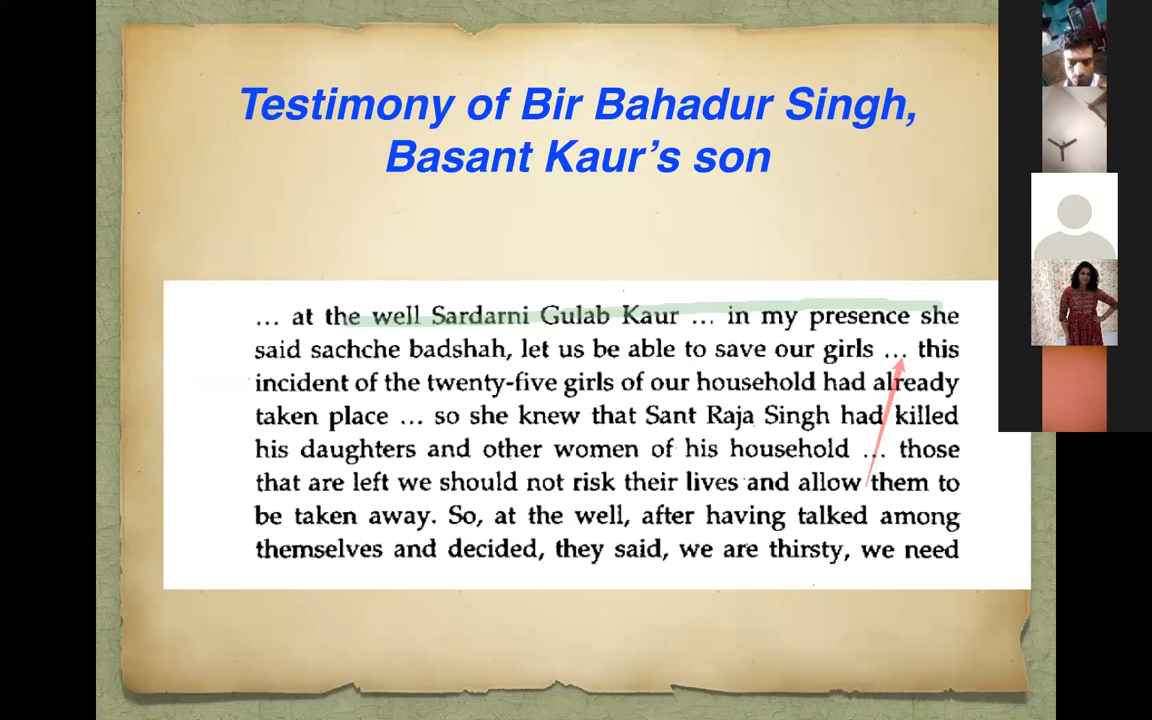 Testimony of Bir Bahadur Singh,
Basant Kaur's son
... at the well Sardarni Gulab Kaur ... in my presence she
said sachche badshah, let us be able to save our girls ... this
incident of the twenty-five girls of our household had already
taken place ... so she knew that Sant Raja Singh had killed
his daughters and other women of his household ... those
that are left we should not risk their lives and allow them to
be taken away. So, at the well, after having talked among
themselves and decided, they said, we are thirsty, we need